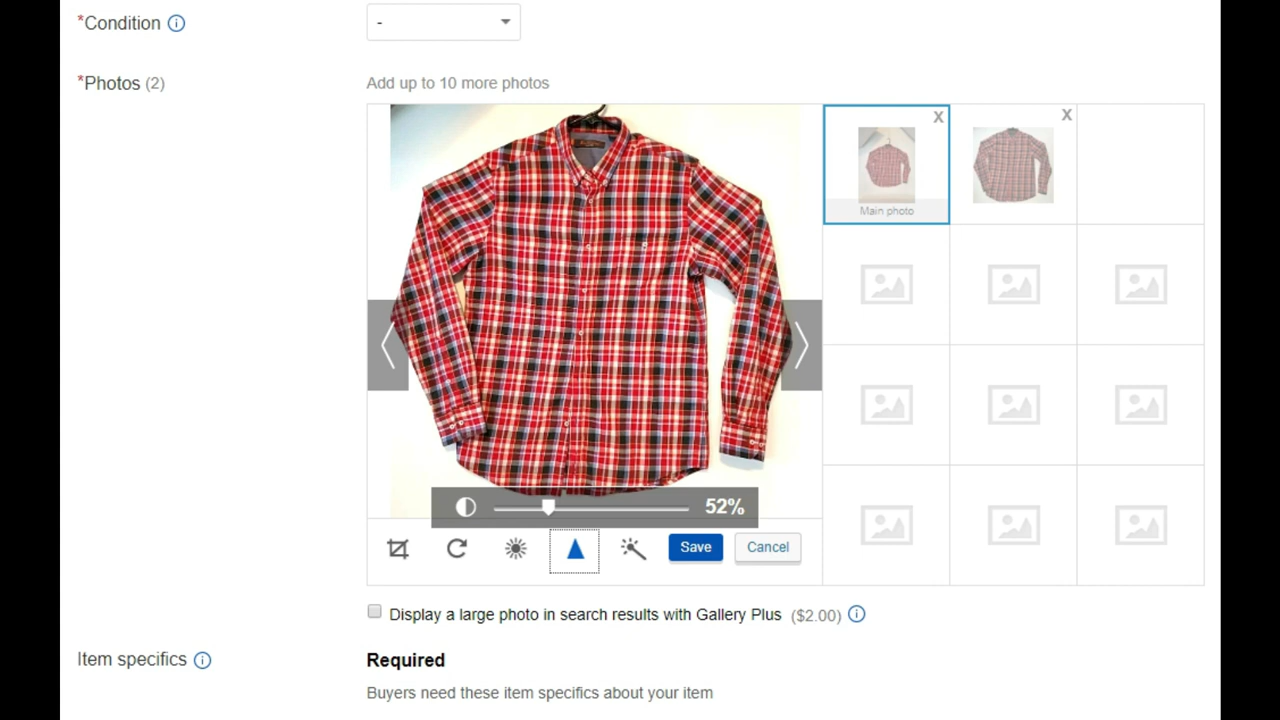 *Condition
-
*Photos (2)
Add up to 10 more photos
X
X
Main photo
52%
Save
Cancel
Display a large photo in search results with Gallery Plus ($2.00)
Item specifics
Required
Buyers need these item specifics about your item